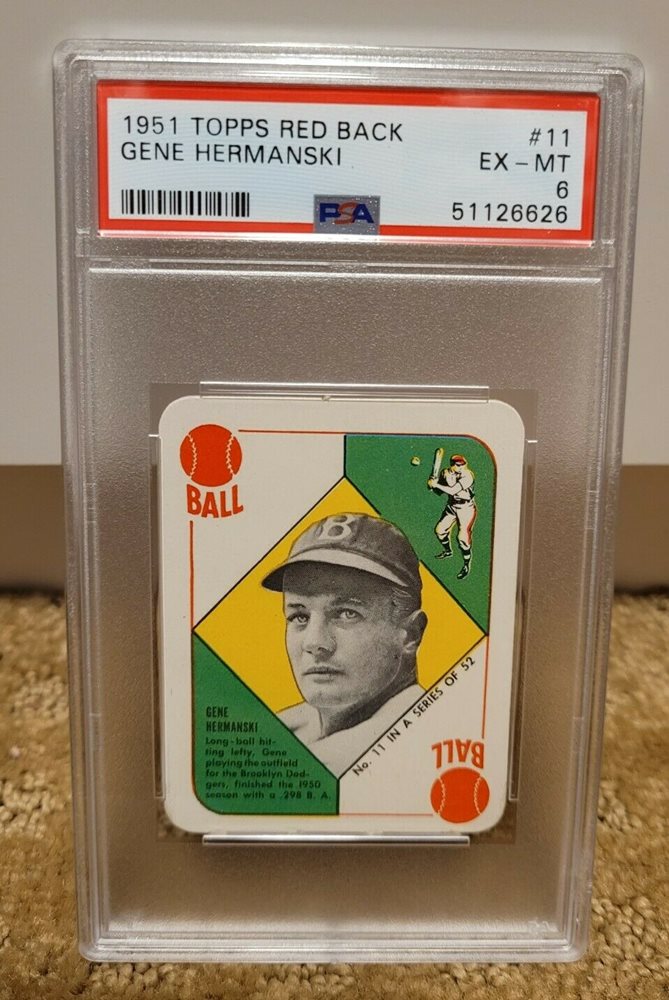 1951 TOPPS RED BACK #11
GENE HERMANSKI EX - MT
6
PSA 51126626
BALL
B
GENE
HERMANSKI
Long-ball hit-
ting lefty, Gene
playing the outfield
for the Brooklyn Dod-
gers, finished the 1950
season with a .298 B. A.
No. 11 IN A SERIES OF 52
BALL